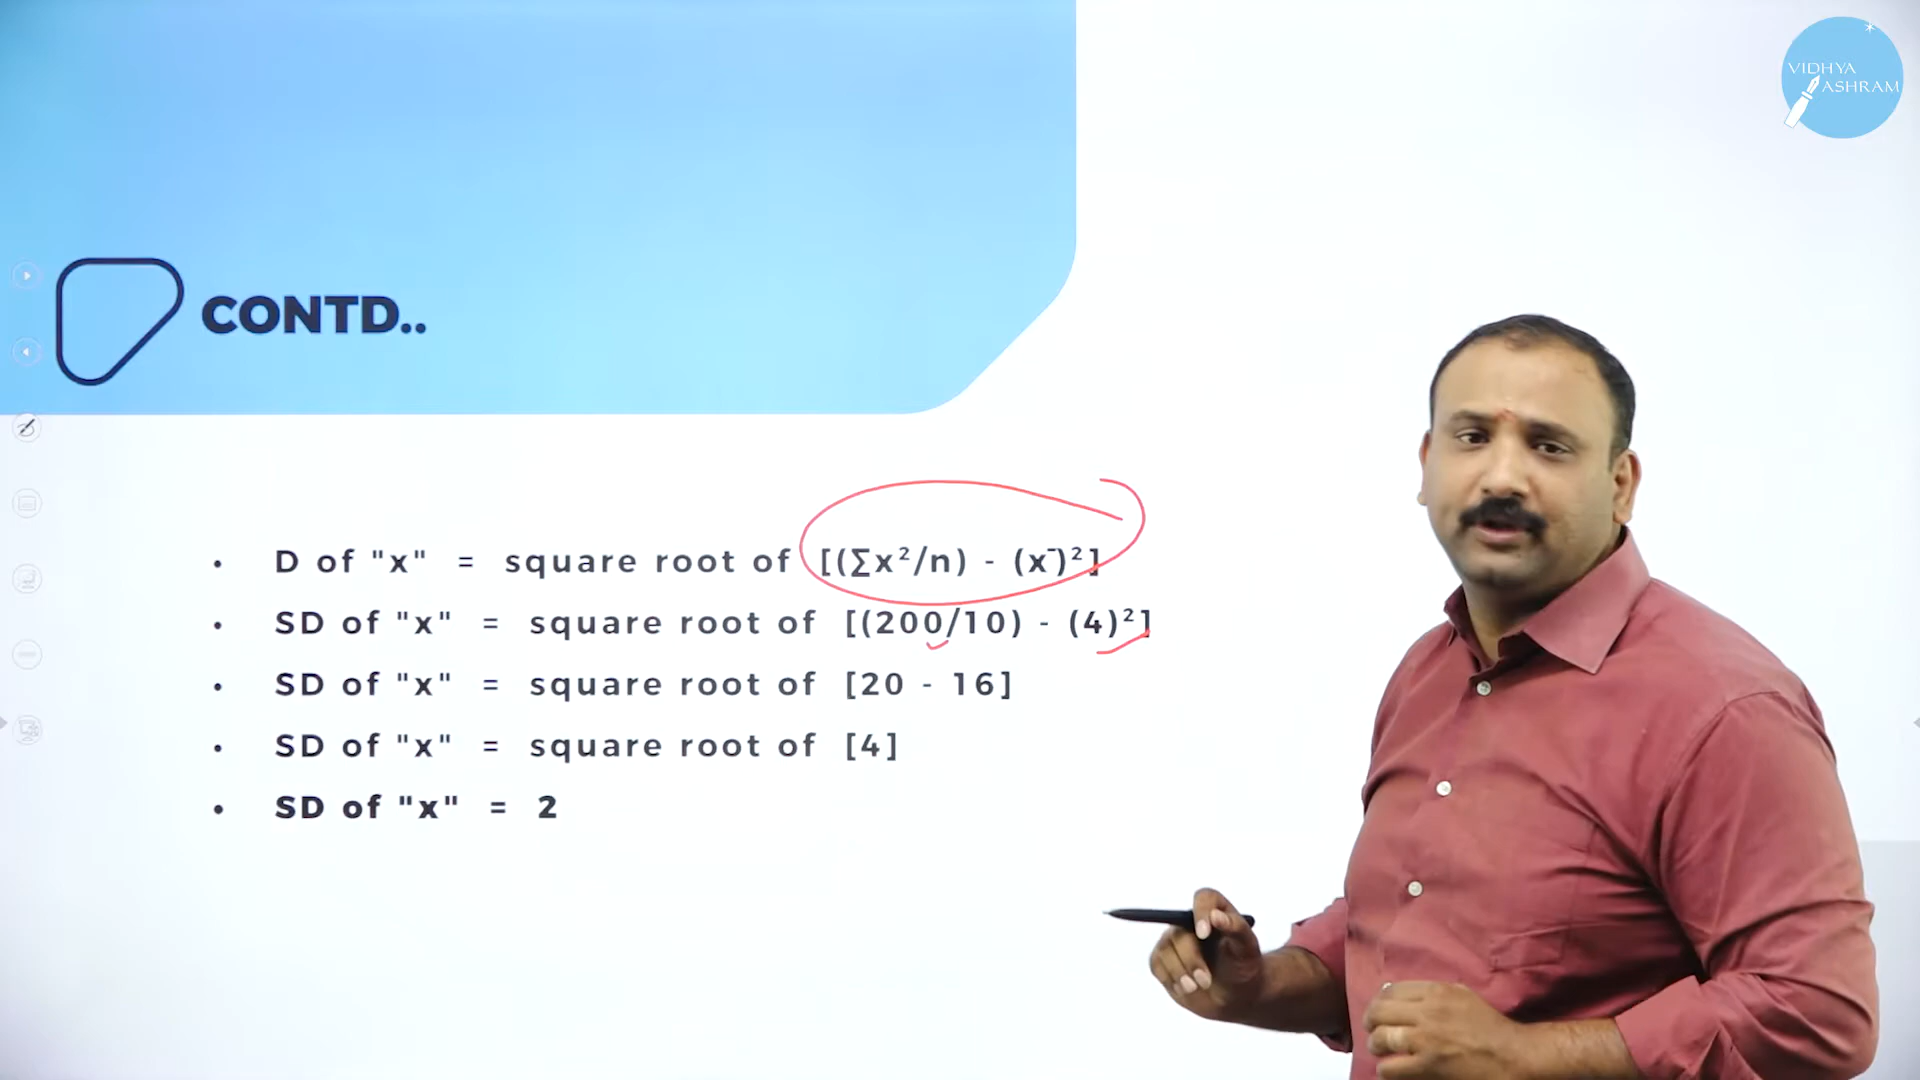 VIDHYA
ASHRAM
CONTD..
• D of "x" = square root of [(∑x²/n) - (x¯)²]
• SD of "x" = square root of [(200/10) - (4)²]
• SD of "x" = square root of [20 - 16]
• SD of "x" = square root of [4]
• SD of "x" = 2